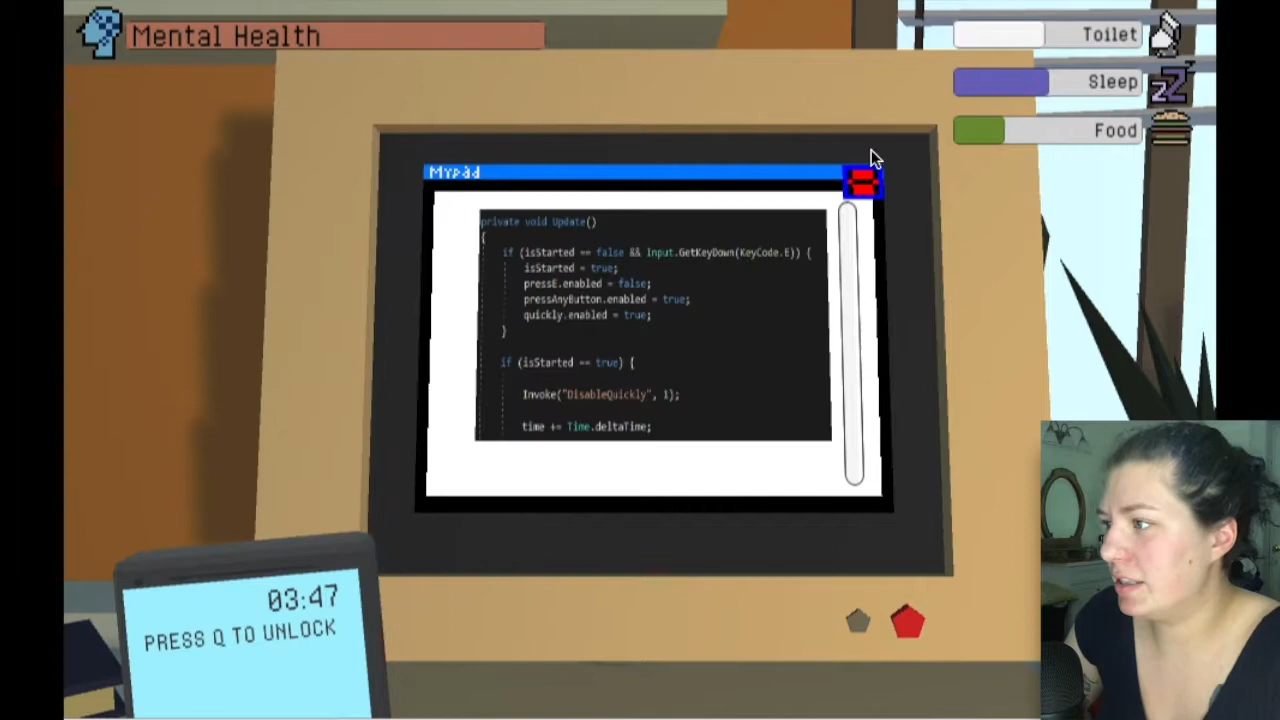 Mental Health
Toilet
Sleep
Food
Mypad
private void Update()
{
if (isStarted == false && Input.GetKeyDown(KeyCode.E)) {
isStarted = true;
pressE.enabled = false;
pressAnyButton.enabled = true;
quickly.enabled = true;
}
if (isStarted == true) {
Invoke("DisableQuickly", 1);
time += Time.deltaTime;
03:47
PRESS Q TO UNLOCK